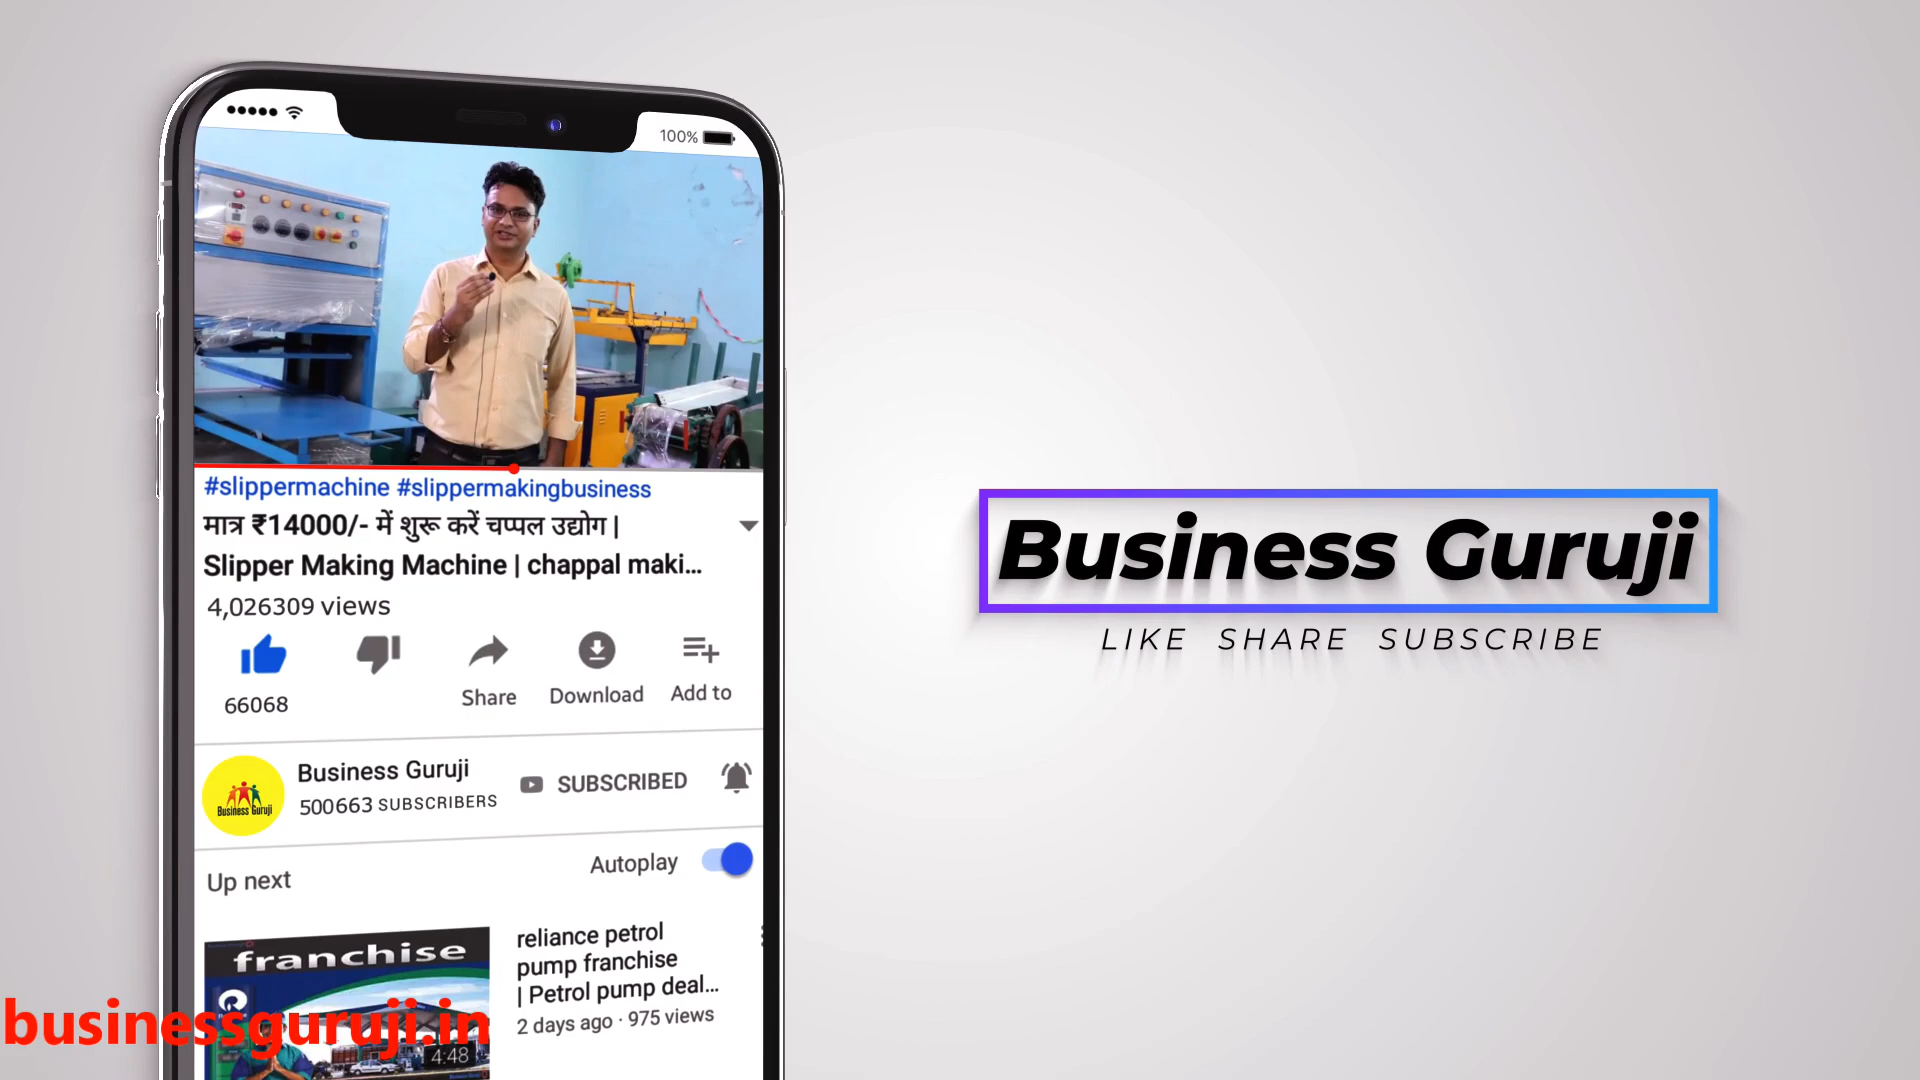 100%
#slippermachine #slippermakingbusiness
मात्र ₹14000/- में शुरू करें चप्पल उद्योग |
Slipper Making Machine | chappal maki...
4,026309 views
66068
Share
Download
Add to
Business Guruji
Business Guruji
500663 SUBSCRIBERS
SUBSCRIBED
Autoplay
Up next
franchise
reliance petrol
pump franchise
| Petrol pump deal...
2 days ago · 975 views
4:48
businessguruji.in
Business Guruji
LIKE SHARE SUBSCRIBE